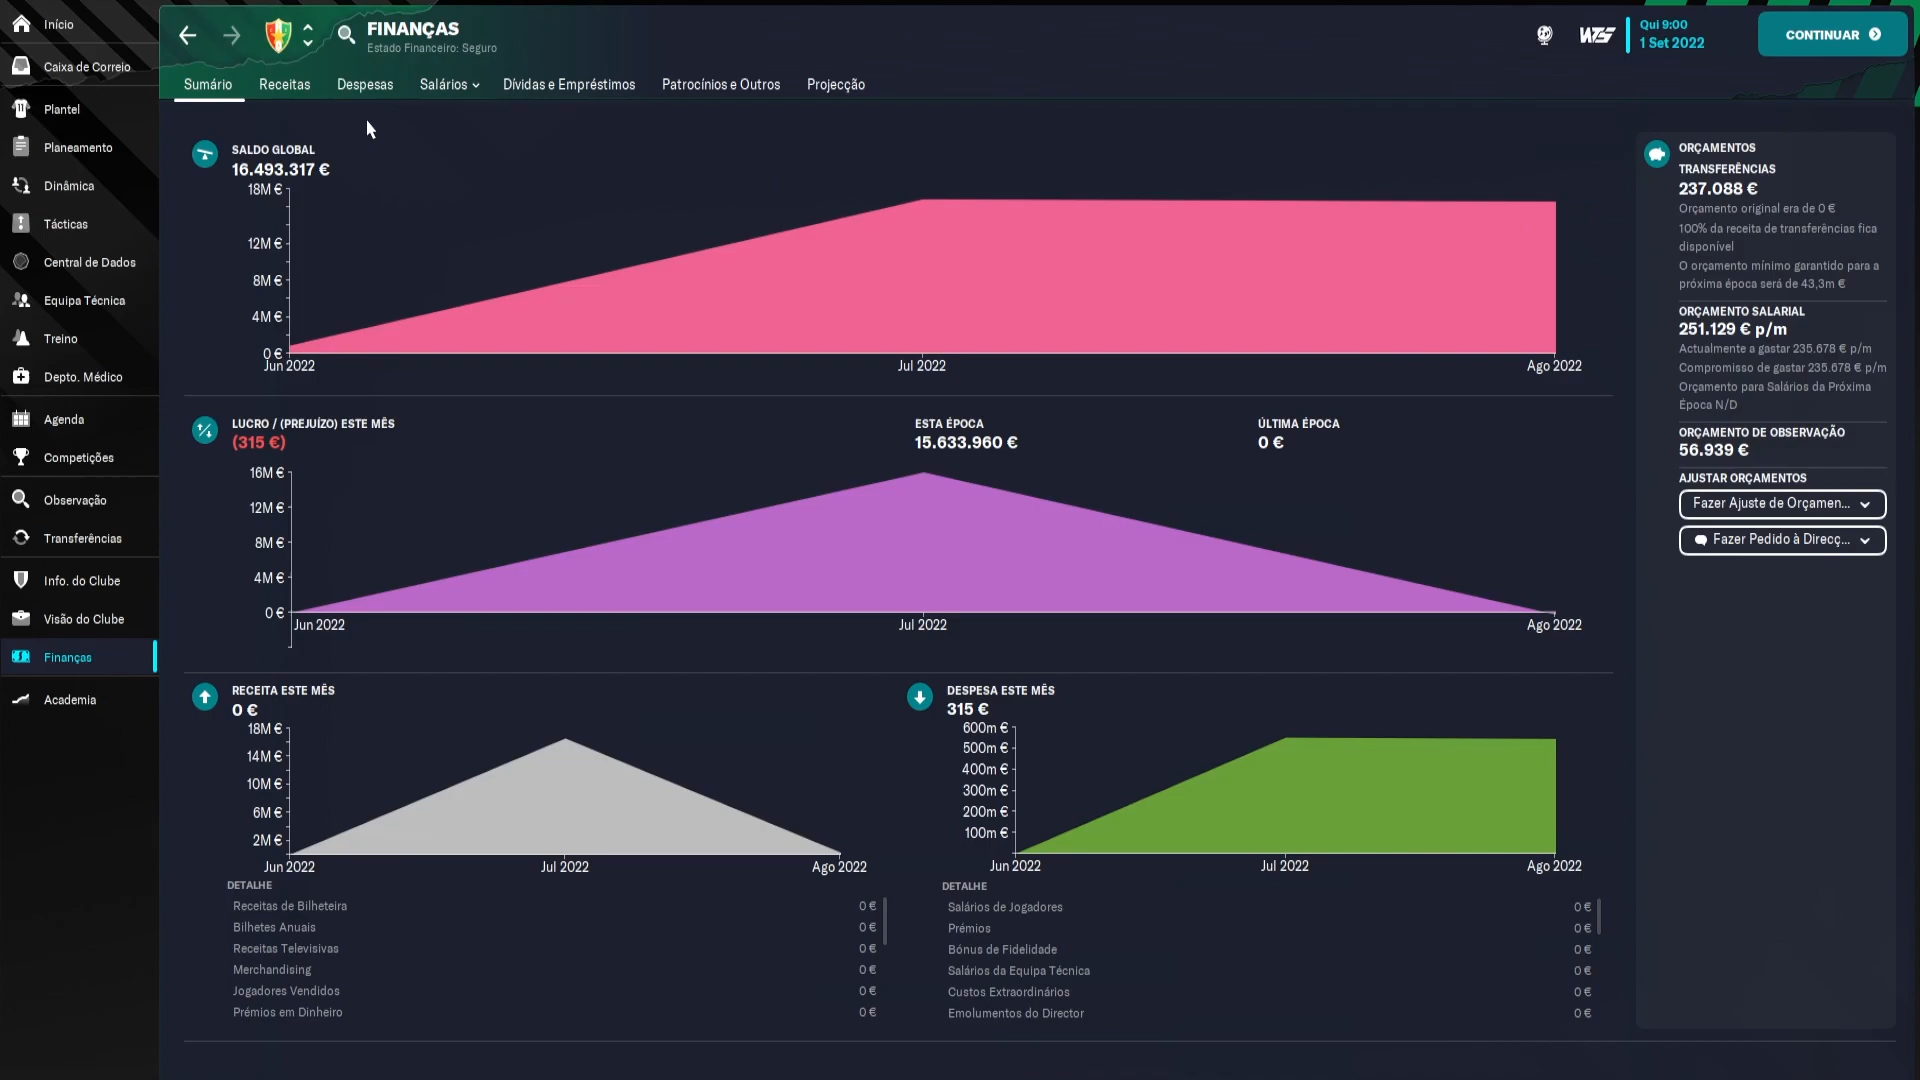 Início
Caixa de Correio
Plantel
Planeamento
Dinâmica
Tácticas
Central de Dados
Equipa Técnica
Treino
Depto. Médico
Agenda
Competições
Observação
Transferências
Info. do Clube
Visão do Clube
Finanças
Academia
FINANÇAS
Estado Financeiro: Seguro
Qui 9:00
1 Set 2022
CONTINUAR
Sumário Receitas Despesas Salários Dívidas e Empréstimos Patrocínios e Outros Projecção
SALDO GLOBAL
16.493.317 €
18M €
12M €
8M €
4M €
0 €
Jun 2022 Jul 2022 Ago 2022
LUCRO / (PREJUÍZO) ESTE MÊS
(315 €)
ESTA ÉPOCA
15.633.960 €
ÚLTIMA ÉPOCA
0 €
16M €
12M €
8M €
4M €
0 €
Jun 2022 Jul 2022 Ago 2022
RECEITA ESTE MÊS
0 €
18M €
14M €
10M €
6M €
2M €
Jun 2022 Jul 2022 Ago 2022
DETALHE
Receitas de Bilheteira 0 €
Bilhetes Anuais 0 €
Receitas Televisivas 0 €
Merchandising 0 €
Jogadores Vendidos 0 €
Prémios em Dinheiro 0 €
DESPESA ESTE MÊS
315 €
600m €
500m €
400m €
300m €
200m €
100m €
Jun 2022 Jul 2022 Ago 2022
DETALHE
Salários de Jogadores 0 €
Prémios 0 €
Bónus de Fidelidade 0 €
Salários da Equipa Técnica 0 €
Custos Extraordinários 0 €
Emolumentos do Director 0 €
ORÇAMENTOS
TRANSFERÊNCIAS
237.088 €
Orçamento original era de 0 €
100% da receita de transferências fica
disponível
O orçamento mínimo garantido para a
próxima época será de 43,3m €
ORÇAMENTO SALARIAL
251.129 € p/m
Actualmente a gastar 235.678 € p/m
Compromisso de gastar 235.678 € p/m
Orçamento para Salários da Próxima
Época N/D
ORÇAMENTO DE OBSERVAÇÃO
56.939 €
AJUSTAR ORÇAMENTOS
Fazer Ajuste de Orçamen...
Fazer Pedido à Direcç...